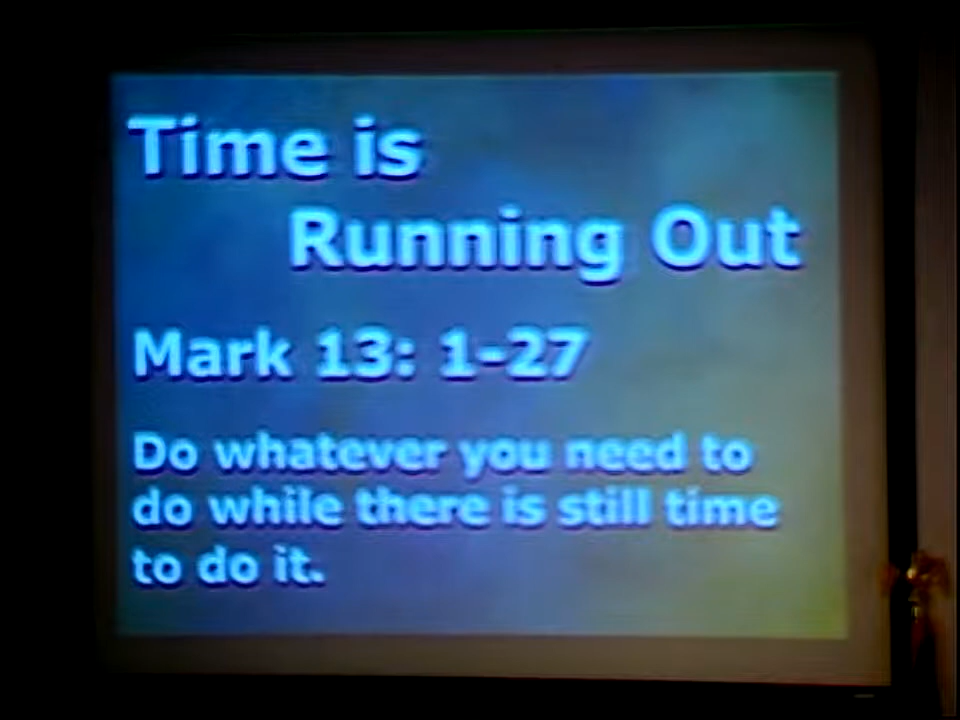 Time is
Running Out
Mark 13: 1-27
Do whatever you need to
do while there is still time
to do it.